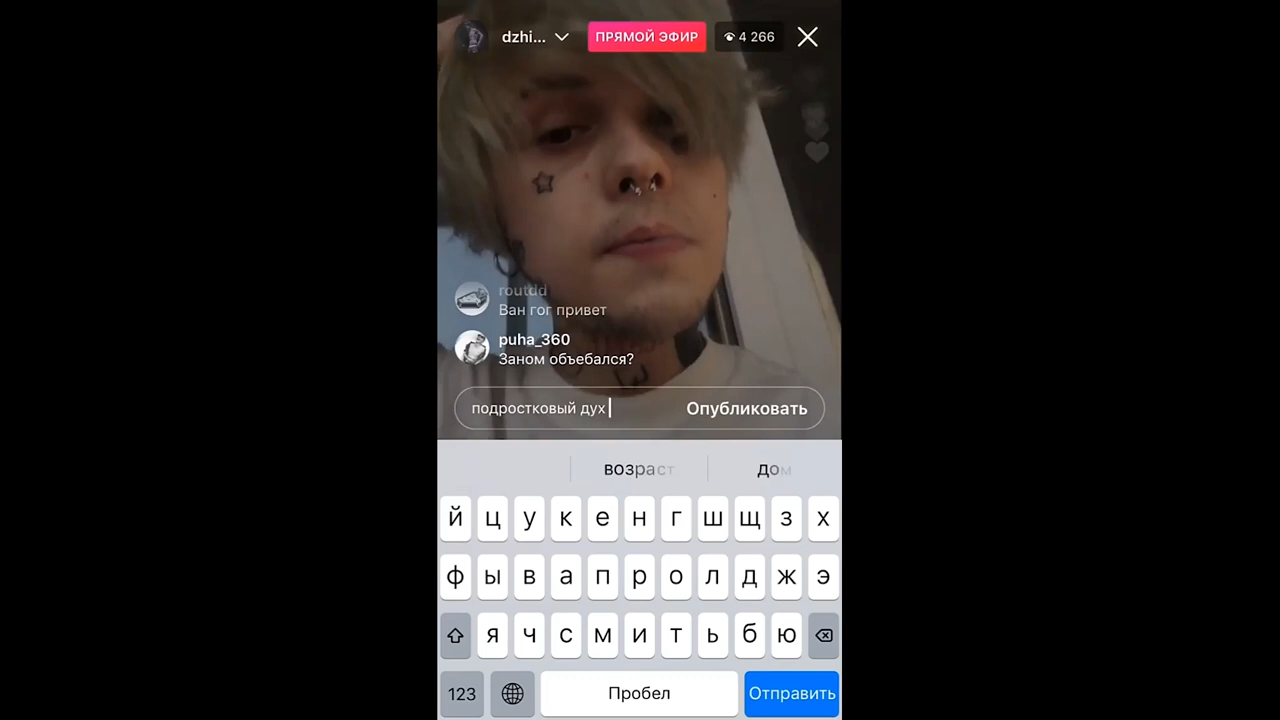 dzhi...
ПРЯМОЙ ЭФИР
4 266
routdd
Ван гог привет
puha_360
Заном объебался?
подростковый дух
Опубликовать
возраст
дом
й ц у к е н г ш щ з х
ф ы в а п р о л д ж э
я ч с м и т ь б ю
123
Пробел
Отправить